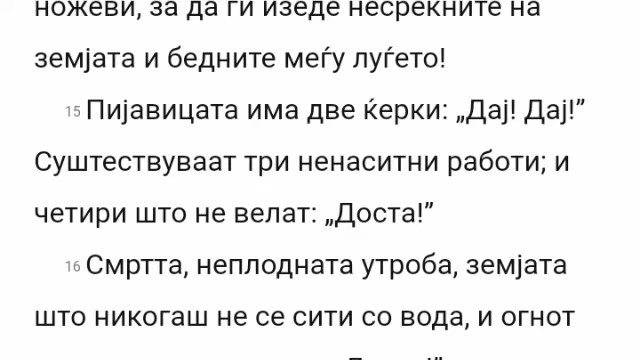 ножеви, за да ги изеде несреќните на
земјата и бедните меѓу луѓето!
15 Пијавицата има две ќерки: „Дај! Дај!”
Суштествуваат три ненаситни работи; и
четири што не велат: „Доста!”
16 Смртта, неплодната утроба, земјата
што никогаш не се сити со вода, и огнот